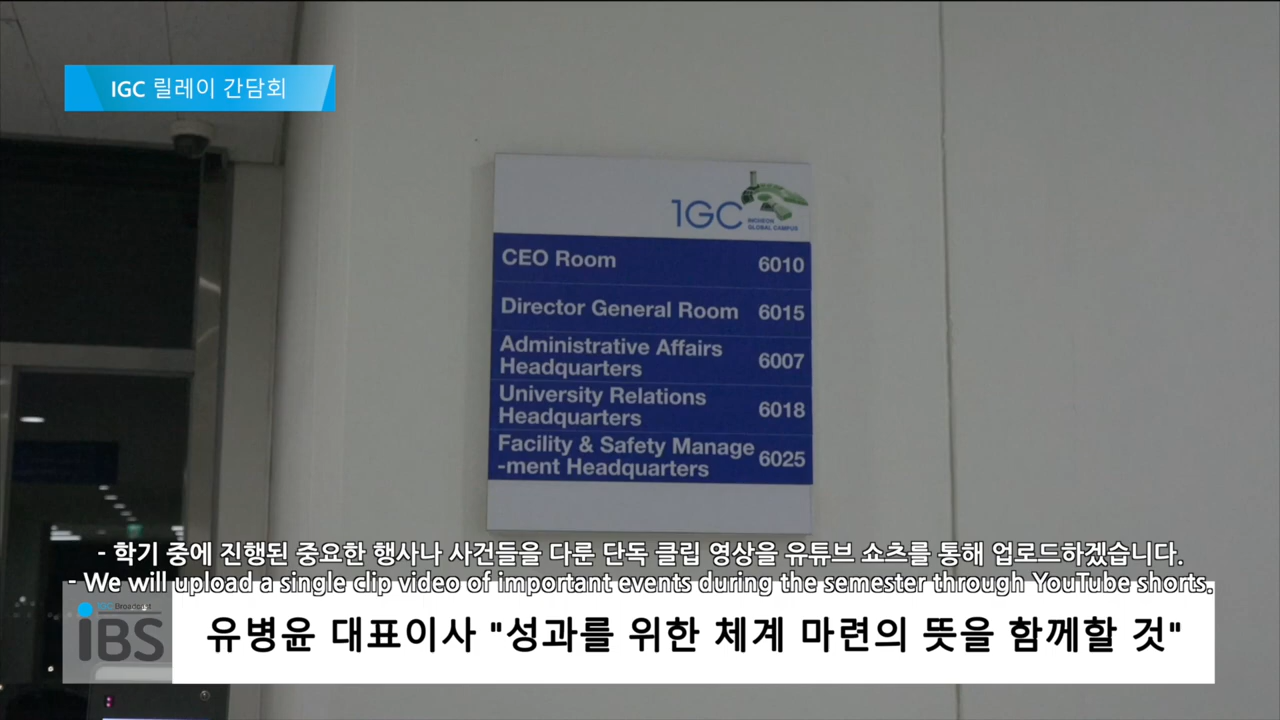 IGC 릴레이 간담회
IGC
INCHEON
GLOBAL CAMPUS
CEO Room 6010
Director General Room 6015
Administrative Affairs
Headquarters 6007
University Relations
Headquarters 6018
Facility & Safety Manage
-ment Headquarters 6025
- 학기 중에 진행된 중요한 행사나 사건들을 다룬 단독 클립 영상을 유튜브 쇼츠를 통해 업로드하겠습니다.
- We will upload a single clip video of important events during the semester through YouTube shorts.
Broadcast
iBS
유병윤 대표이사 "성과를 위한 체계 마련의 뜻을 함께할 것"